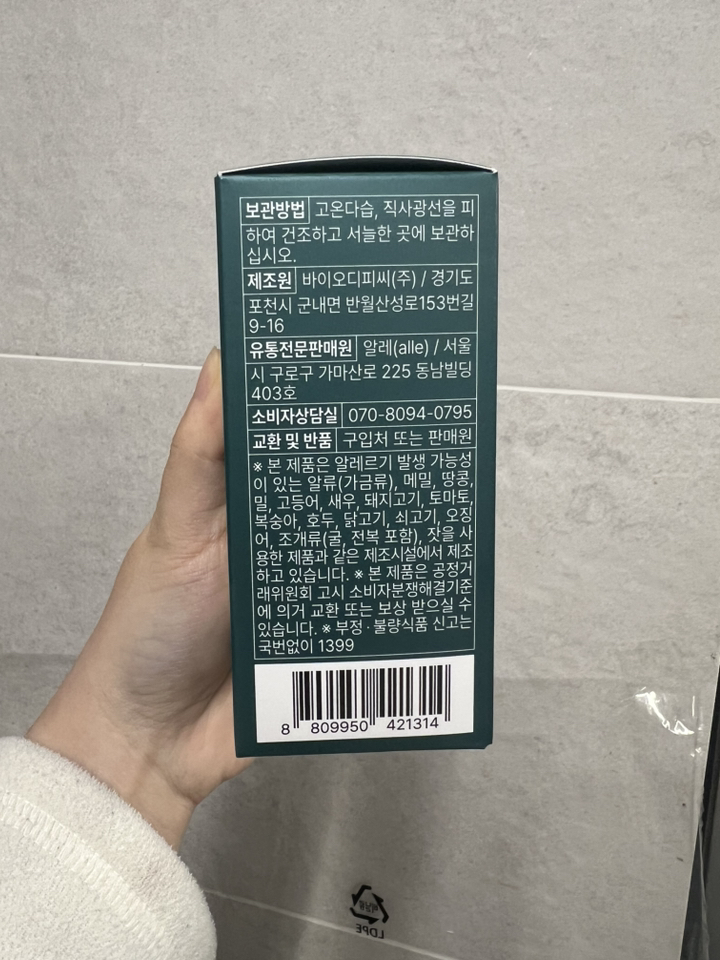 보관방법 고온다습, 직사광선을 피
하여 건조하고 서늘한 곳에 보관하
십시오.
제조원 바이오디피씨(주) / 경기도
포천시 군내면 반월산성로153번길
9-16
유통전문판매원 알레(alle) / 서울
시 구로구 가마산로 225 동남빌딩
403호
소비자상담실 070-8094-0795
교환 및 반품 구입처 또는 판매원
※ 본 제품은 알레르기 발생 가능성
이 있는 알류(가금류), 메밀, 땅콩,
밀, 고등어, 새우, 돼지고기, 토마토,
복숭아, 호두, 닭고기, 쇠고기, 오징
어, 조개류(굴, 전복 포함), 잣을 사
용한 제품과 같은 제조시설에서 제조
하고 있습니다. ※ 본 제품은 공정거
래위원회 고시 소비자분쟁해결기준
에 의거 교환 또는 보상 받으실 수
있습니다. ※ 부정 · 불량식품 신고는
국번없이 1399
8 809950 421314
비닐류
LDPE